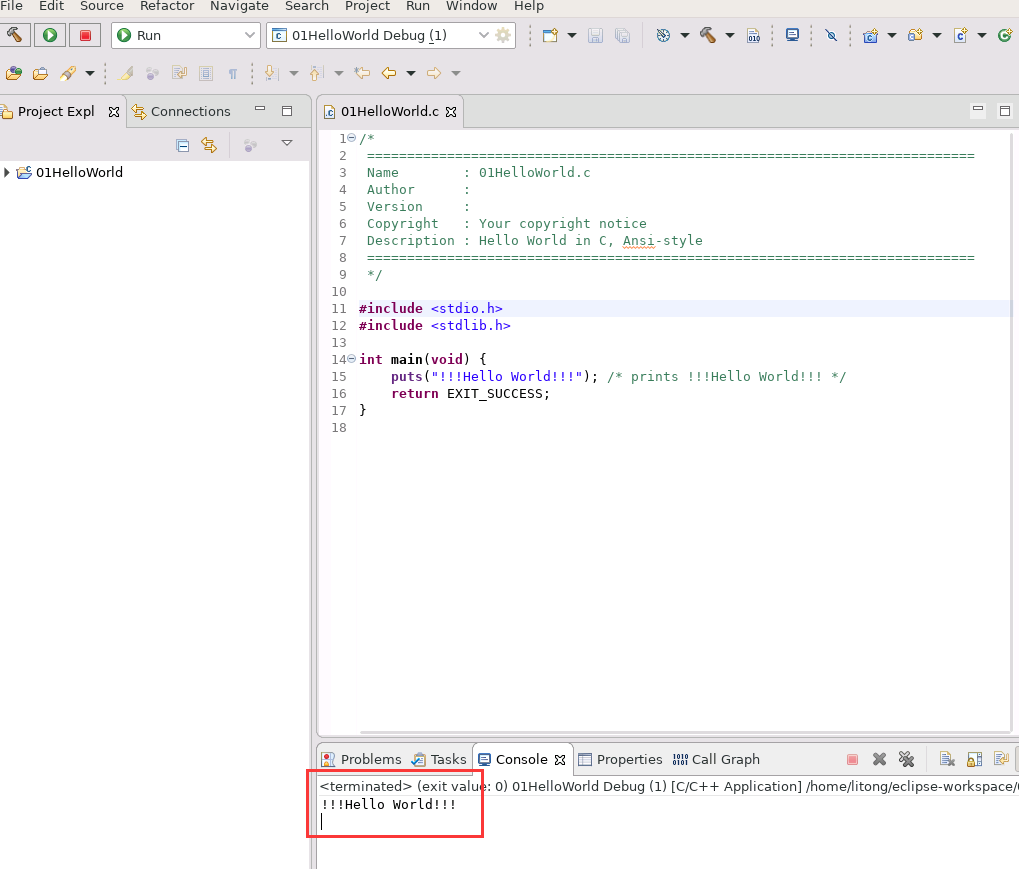 File Edit Source Refactor Navigate Search Project Run Window Help
Run 01HelloWorld Debug (1)
Project Expl Connections
01HelloWorld
01HelloWorld.c
1 /*
2 ============================================================================
3 Name        : 01HelloWorld.c
4 Author      :
5 Version     :
6 Copyright   : Your copyright notice
7 Description : Hello World in C, Ansi-style
8 ============================================================================
9 */
10
11 #include <stdio.h>
12 #include <stdlib.h>
13
14 int main(void) {
15     puts("!!!Hello World!!!"); /* prints !!!Hello World!!! */
16     return EXIT_SUCCESS;
17 }
18
Problems Tasks Console Properties Call Graph
<terminated> (exit value: 0) 01HelloWorld Debug (1) [C/C++ Application] /home/litong/eclipse-workspace/
!!!Hello World!!!